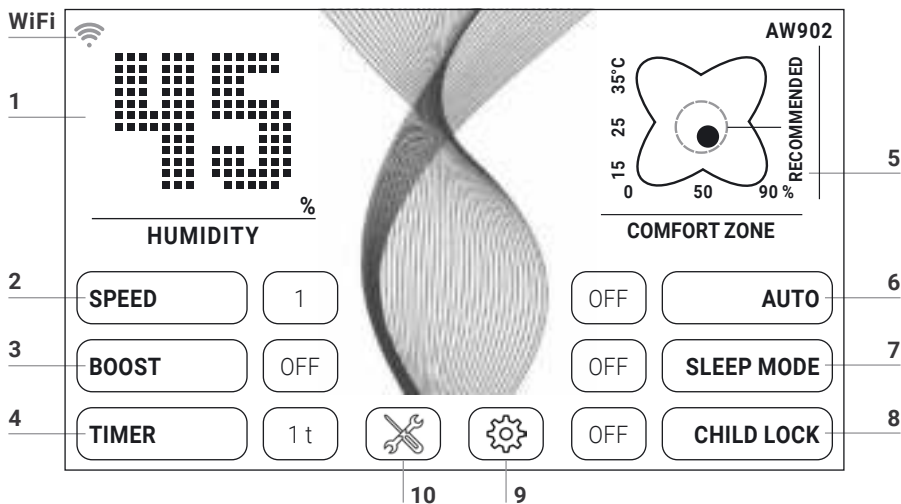 WiFi
AW902
1
45
%
HUMIDITY
35°C
25
15
0 50 90 %
RECOMMENDED
5
COMFORT ZONE
2
SPEED 1
OFF AUTO
6
3
BOOST OFF
OFF SLEEP MODE
7
4
TIMER 1 t
OFF CHILD LOCK
8
10
9